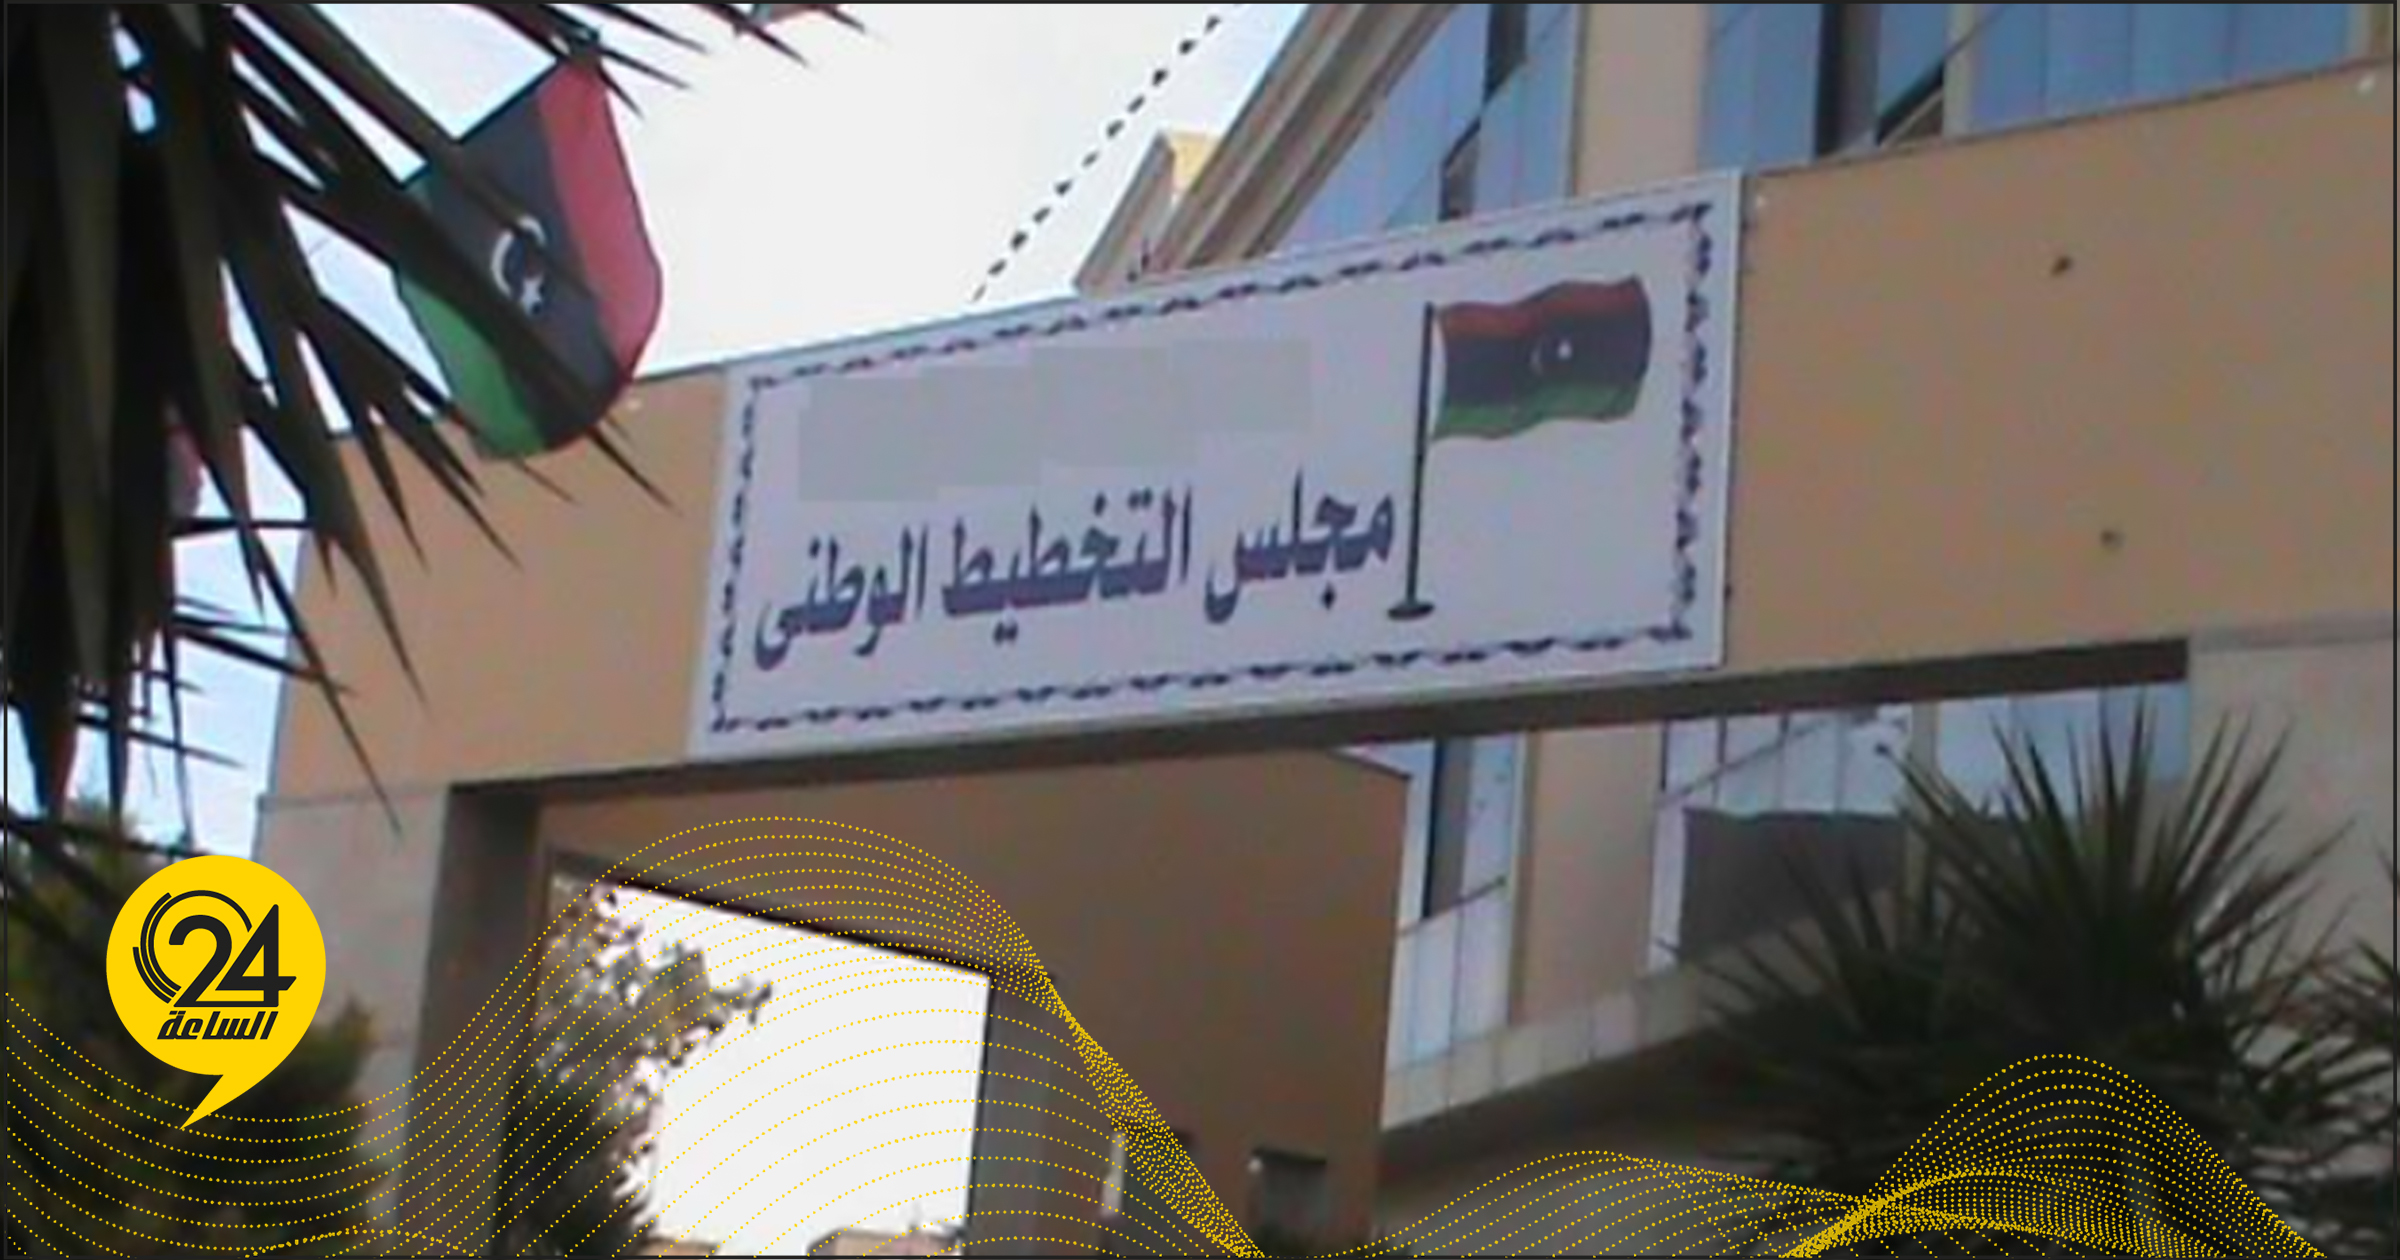 مجلس التخطيط الوطنى
24
الساعة